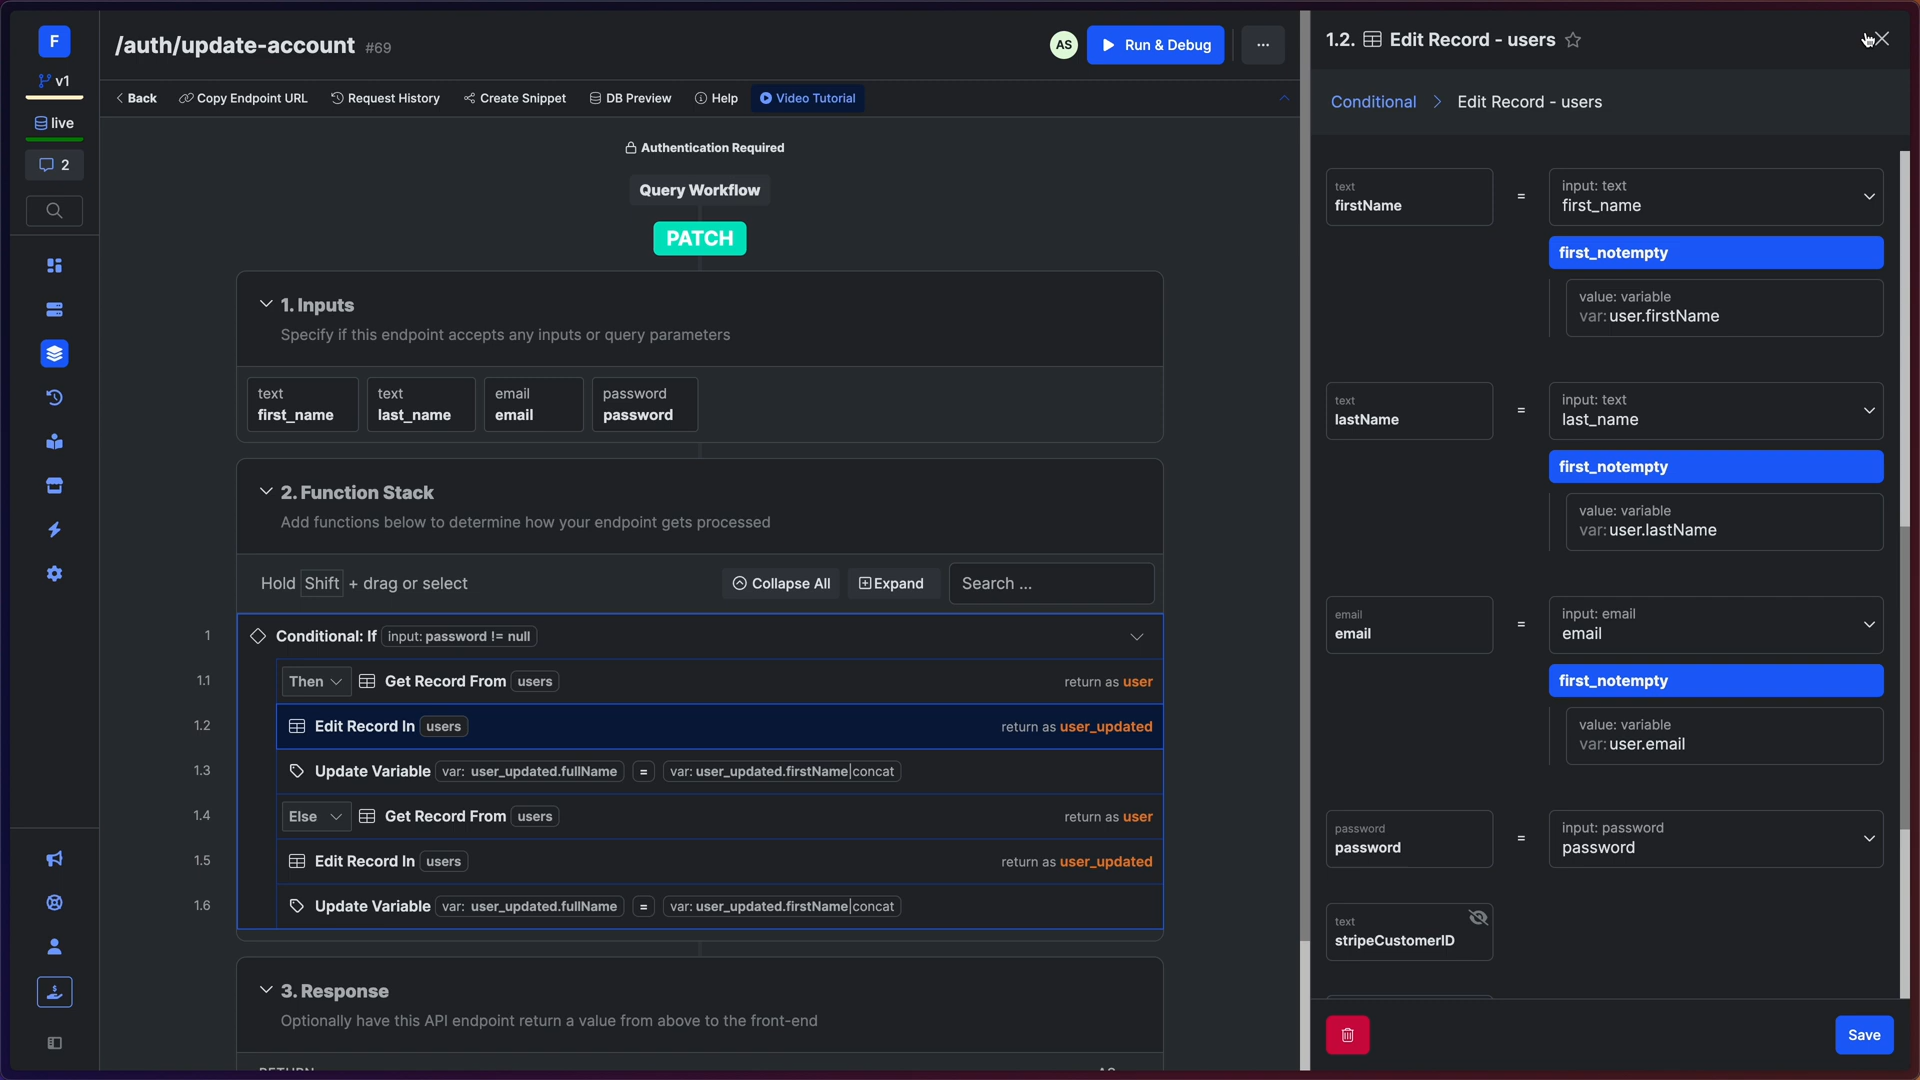 F
v1
live
2
/auth/update-account #69
AS
Run & Debug
...
Back
Copy Endpoint URL
Request History
Create Snippet
DB Preview
Help
Video Tutorial
Authentication Required
Query Workflow
PATCH
1. Inputs
Specify if this endpoint accepts any inputs or query parameters
text
first_name
text
last_name
email
email
password
password
2. Function Stack
Add functions below to determine how your endpoint gets processed
Hold Shift + drag or select
Collapse All
Expand
Search ...
1 Conditional: If input: password != null
1.1 Then Get Record From users return as user
1.2 Edit Record In users return as user_updated
1.3 Update Variable var: user_updated.fullName = var: user_updated.firstName|concat
1.4 Else Get Record From users return as user
1.5 Edit Record In users return as user_updated
1.6 Update Variable var: user_updated.fullName = var: user_updated.firstName|concat
3. Response
Optionally have this API endpoint return a value from above to the front-end
RETURN AS
1.2. Edit Record - users
Conditional > Edit Record - users
text
firstName
=
input: text
first_name
first_notempty
value: variable
var: user.firstName
text
lastName
=
input: text
last_name
first_notempty
value: variable
var: user.lastName
email
email
=
input: email
email
first_notempty
value: variable
var: user.email
password
password
=
input: password
password
text
stripeCustomerID
Save